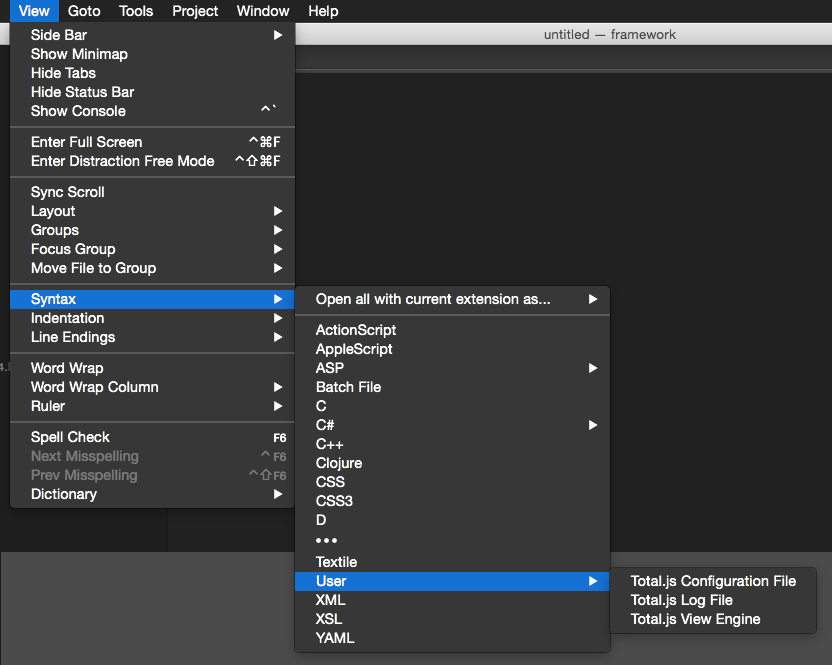 View Goto Tools Project Window Help
untitled — framework
Side Bar ▶
Show Minimap
Hide Tabs
Hide Status Bar
Show Console ^`
Enter Full Screen ^⌘F
Enter Distraction Free Mode ^⇧⌘F
Sync Scroll
Layout ▶
Groups ▶
Focus Group ▶
Move File to Group ▶
Syntax ▶
Indentation ▶
Line Endings ▶
Word Wrap
Word Wrap Column ▶
Ruler ▶
Spell Check F6
Next Misspelling ^F6
Prev Misspelling ^⇧F6
Dictionary ▶
Open all with current extension as... ▶
ActionScript
AppleScript
ASP ▶
Batch File
C
C# ▶
C++
Clojure
CSS
CSS3
D
•••
Textile
User ▶
XML
XSL
YAML
Total.js Configuration File
Total.js Log File
Total.js View Engine